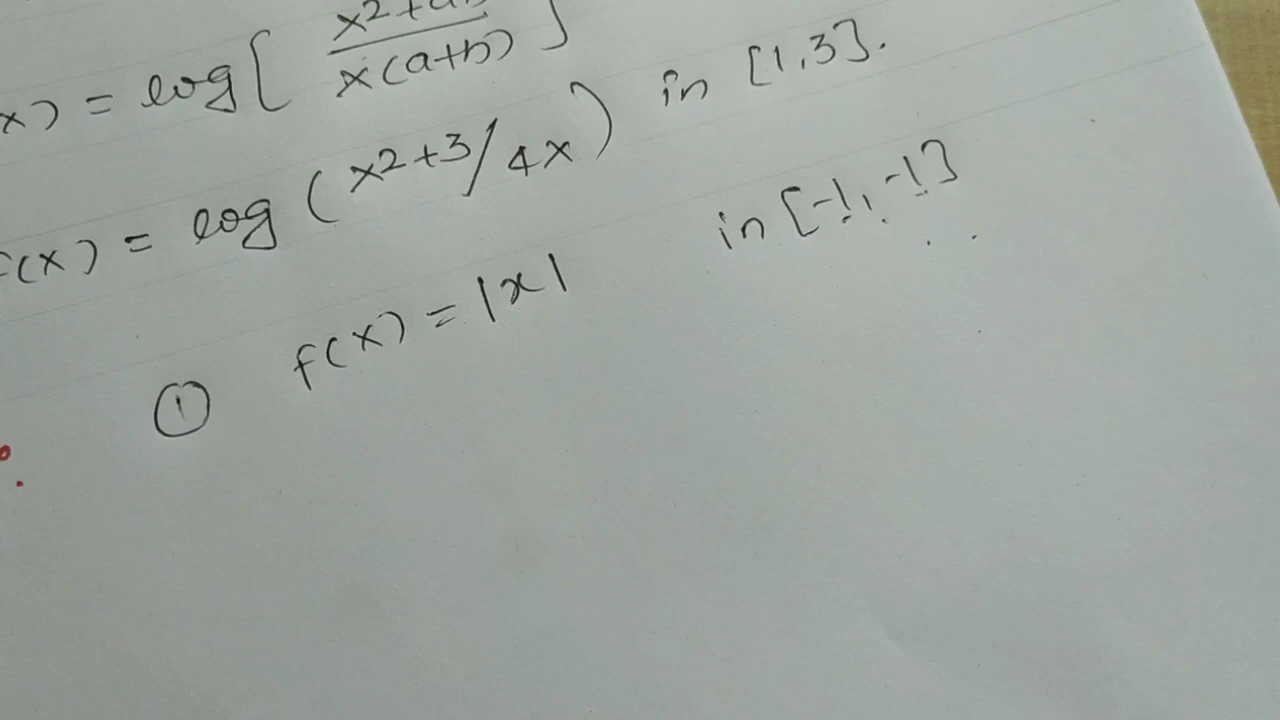 x) = log[ x2+ab / x(a+b) ]
f(x) = log ( x2+3/4x ) in [1,3].
① f(x) = |x| in [-1,-1]